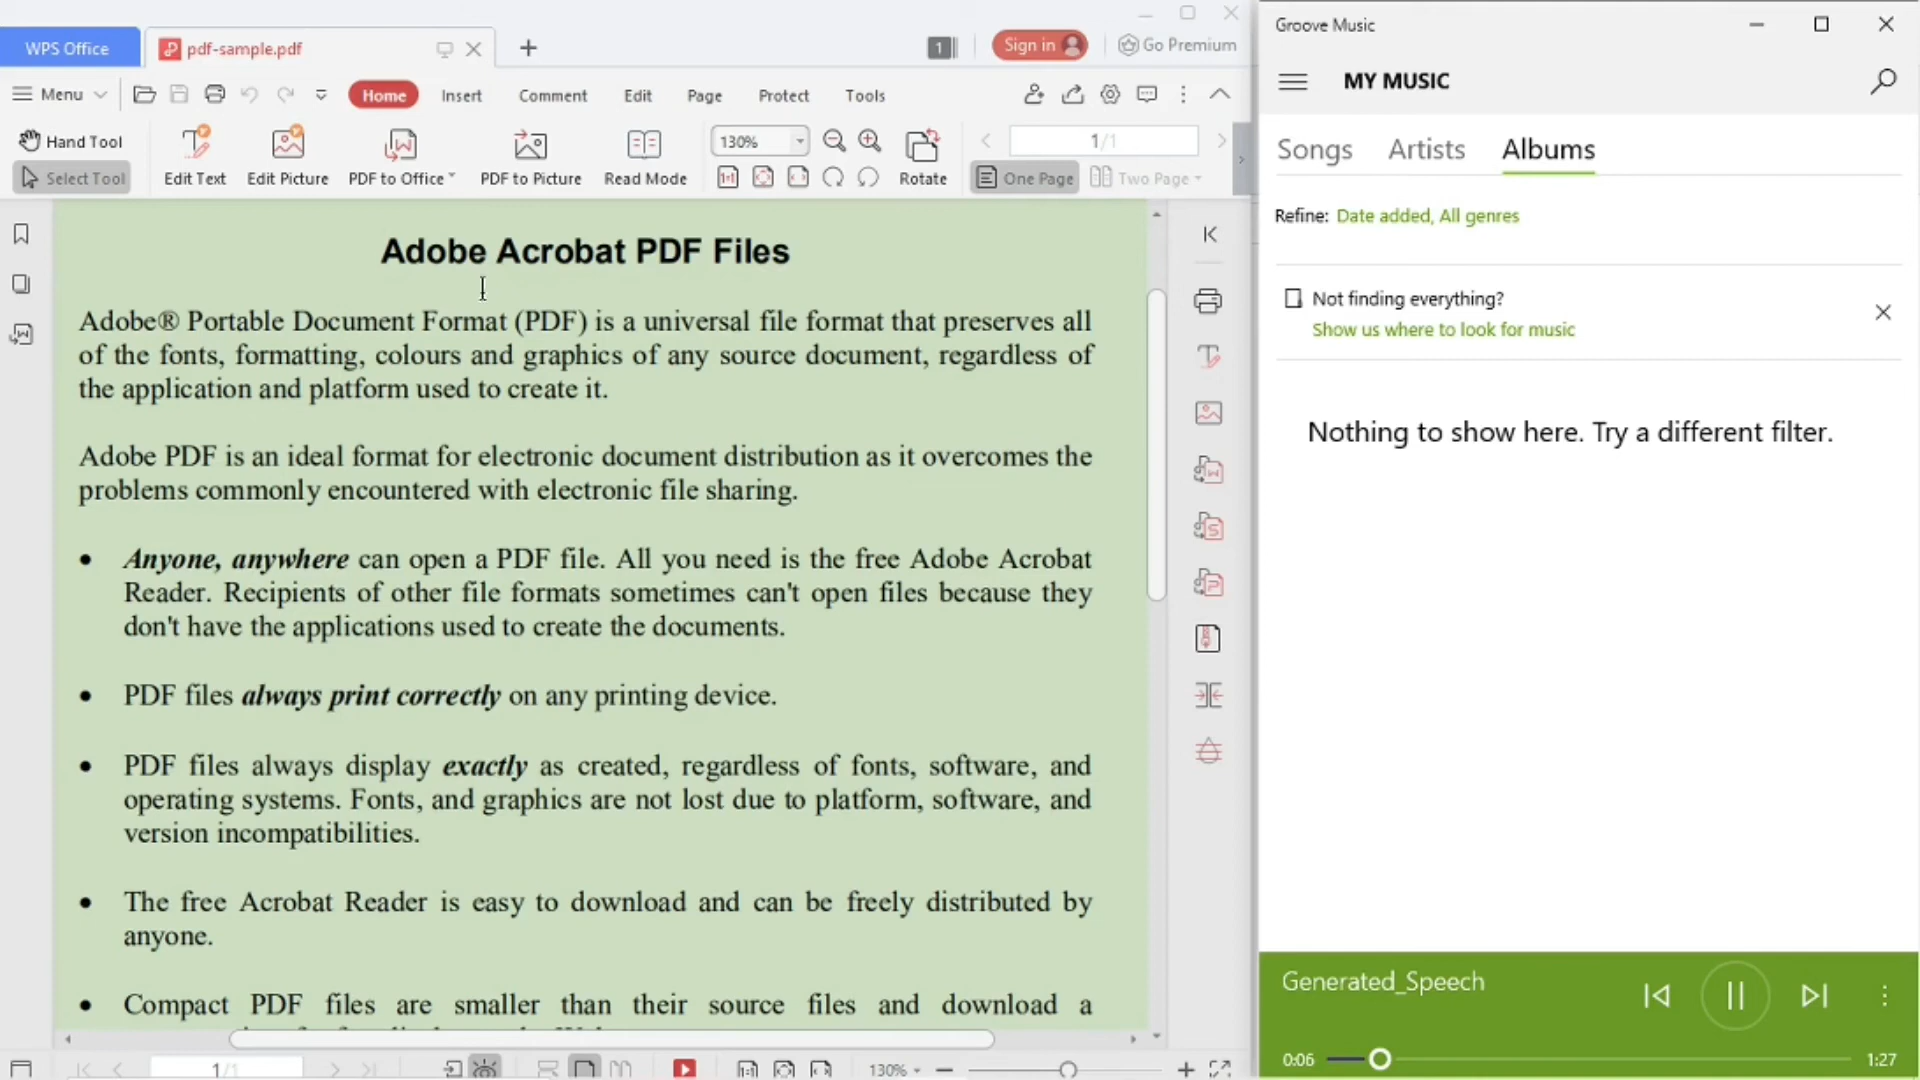 WPS Office
pdf-sample.pdf
1
Sign in
Go Premium
Menu
Home
Insert
Comment
Edit
Page
Protect
Tools
Hand Tool
Select Tool
Edit Text
Edit Picture
PDF to Office
PDF to Picture
Read Mode
130%
Rotate
1/1
One Page
Two Page
Adobe Acrobat PDF Files
Adobe® Portable Document Format (PDF) is a universal file format that preserves all
of the fonts, formatting, colours and graphics of any source document, regardless of
the application and platform used to create it.
Adobe PDF is an ideal format for electronic document distribution as it overcomes the
problems commonly encountered with electronic file sharing.
• Anyone, anywhere can open a PDF file. All you need is the free Adobe Acrobat
Reader. Recipients of other file formats sometimes can't open files because they
don't have the applications used to create the documents.
• PDF files always print correctly on any printing device.
• PDF files always display exactly as created, regardless of fonts, software, and
operating systems. Fonts, and graphics are not lost due to platform, software, and
version incompatibilities.
• The free Acrobat Reader is easy to download and can be freely distributed by
anyone.
• Compact PDF files are smaller than their source files and download a
1/1
130%
Groove Music
MY MUSIC
Songs
Artists
Albums
Refine: Date added, All genres
Not finding everything?
Show us where to look for music
Nothing to show here. Try a different filter.
Generated_Speech
0:06
1:27